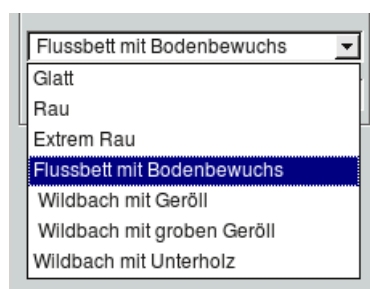 Flussbett mit Bodenbewuchs
Glatt
Rau
Extrem Rau
Flussbett mit Bodenbewuchs
Wildbach mit Geröll
Wildbach mit groben Geröll
Wildbach mit Unterholz